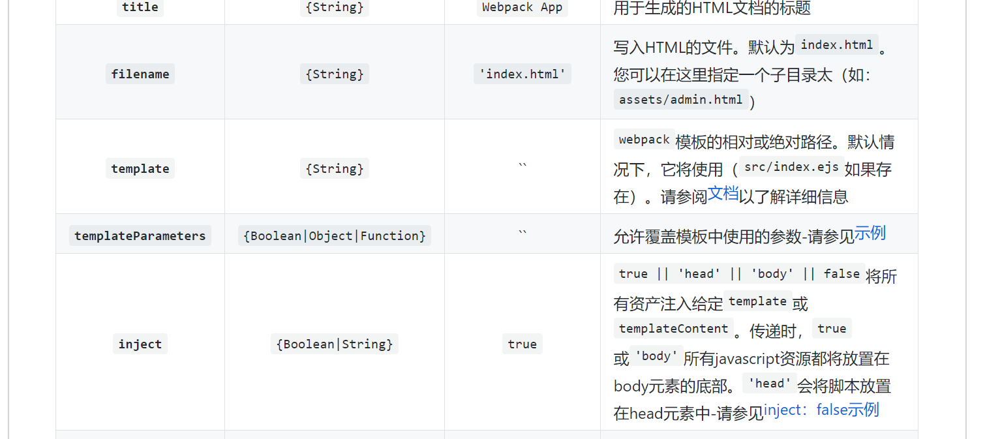 title {String} Webpack App 用于生成的HTML文档的标题
写入HTML的文件。默认为 index.html 。
filename {String} 'index.html' 您可以在这里指定一个子目录太（如：
assets/admin.html ）
webpack 模板的相对或绝对路径。默认情
template {String} `` 况下，它将使用（ src/index.ejs 如果存
在）。请参阅文档以了解详细信息
templateParameters {Boolean|Object|Function} `` 允许覆盖模板中使用的参数-请参见示例
true || 'head' || 'body' || false 将所
有资产注入给定 template 或
templateContent 。传递时， true
inject {Boolean|String} true 或 'body' 所有javascript资源都将放置在
body元素的底部。 'head' 会将脚本放置
在head元素中-请参见inject：false示例